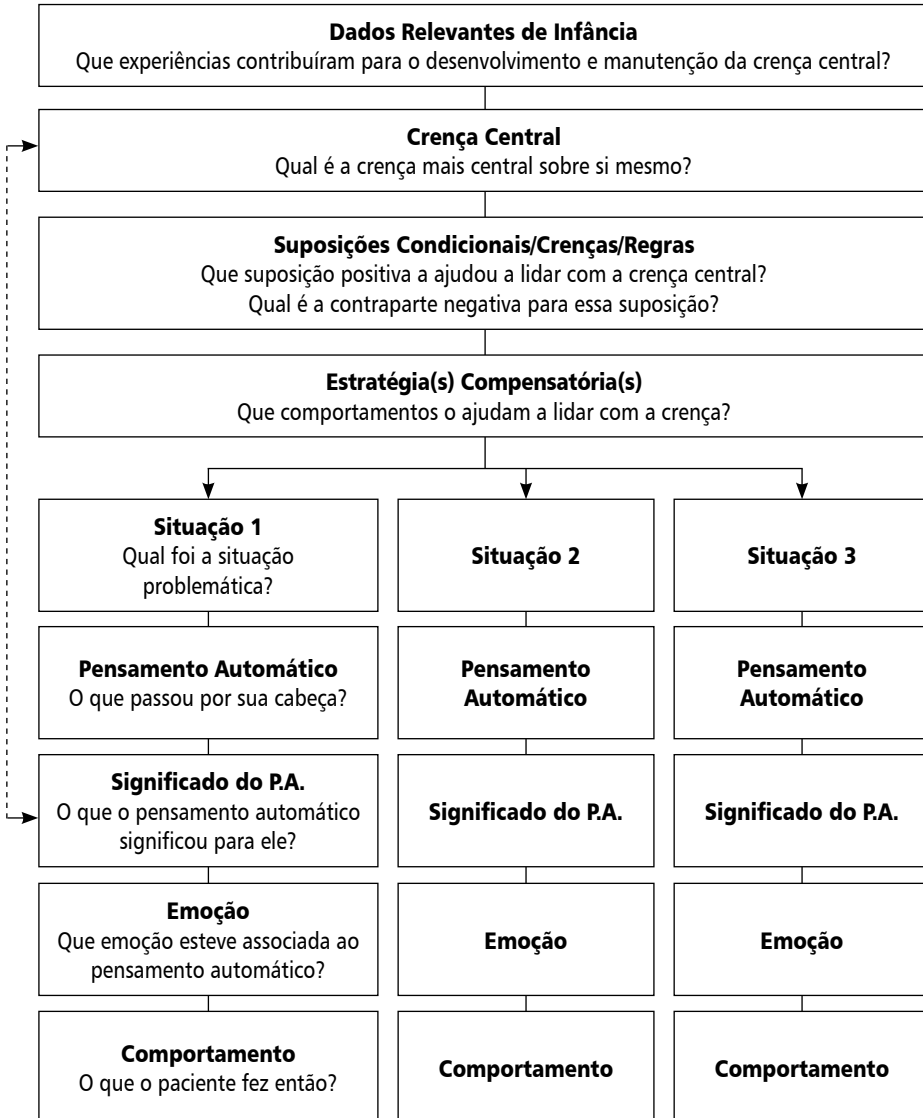 Dados Relevantes de Infância
Que experiências contribuíram para o desenvolvimento e manutenção da crença central?
Crença Central
Qual é a crença mais central sobre si mesmo?
Suposições Condicionais/Crenças/Regras
Que suposição positiva a ajudou a lidar com a crença central?
Qual é a contraparte negativa para essa suposição?
Estratégia(s) Compensatória(s)
Que comportamentos o ajudam a lidar com a crença?
Situação 1
Qual foi a situação
problemática?
Situação 2
Situação 3
Pensamento Automático
O que passou por sua cabeça?
Pensamento
Automático
Pensamento
Automático
Significado do P.A.
O que o pensamento automático
significou para ele?
Significado do P.A.
Significado do P.A.
Emoção
Que emoção esteve associada ao
pensamento automático?
Emoção
Emoção
Comportamento
O que o paciente fez então?
Comportamento
Comportamento